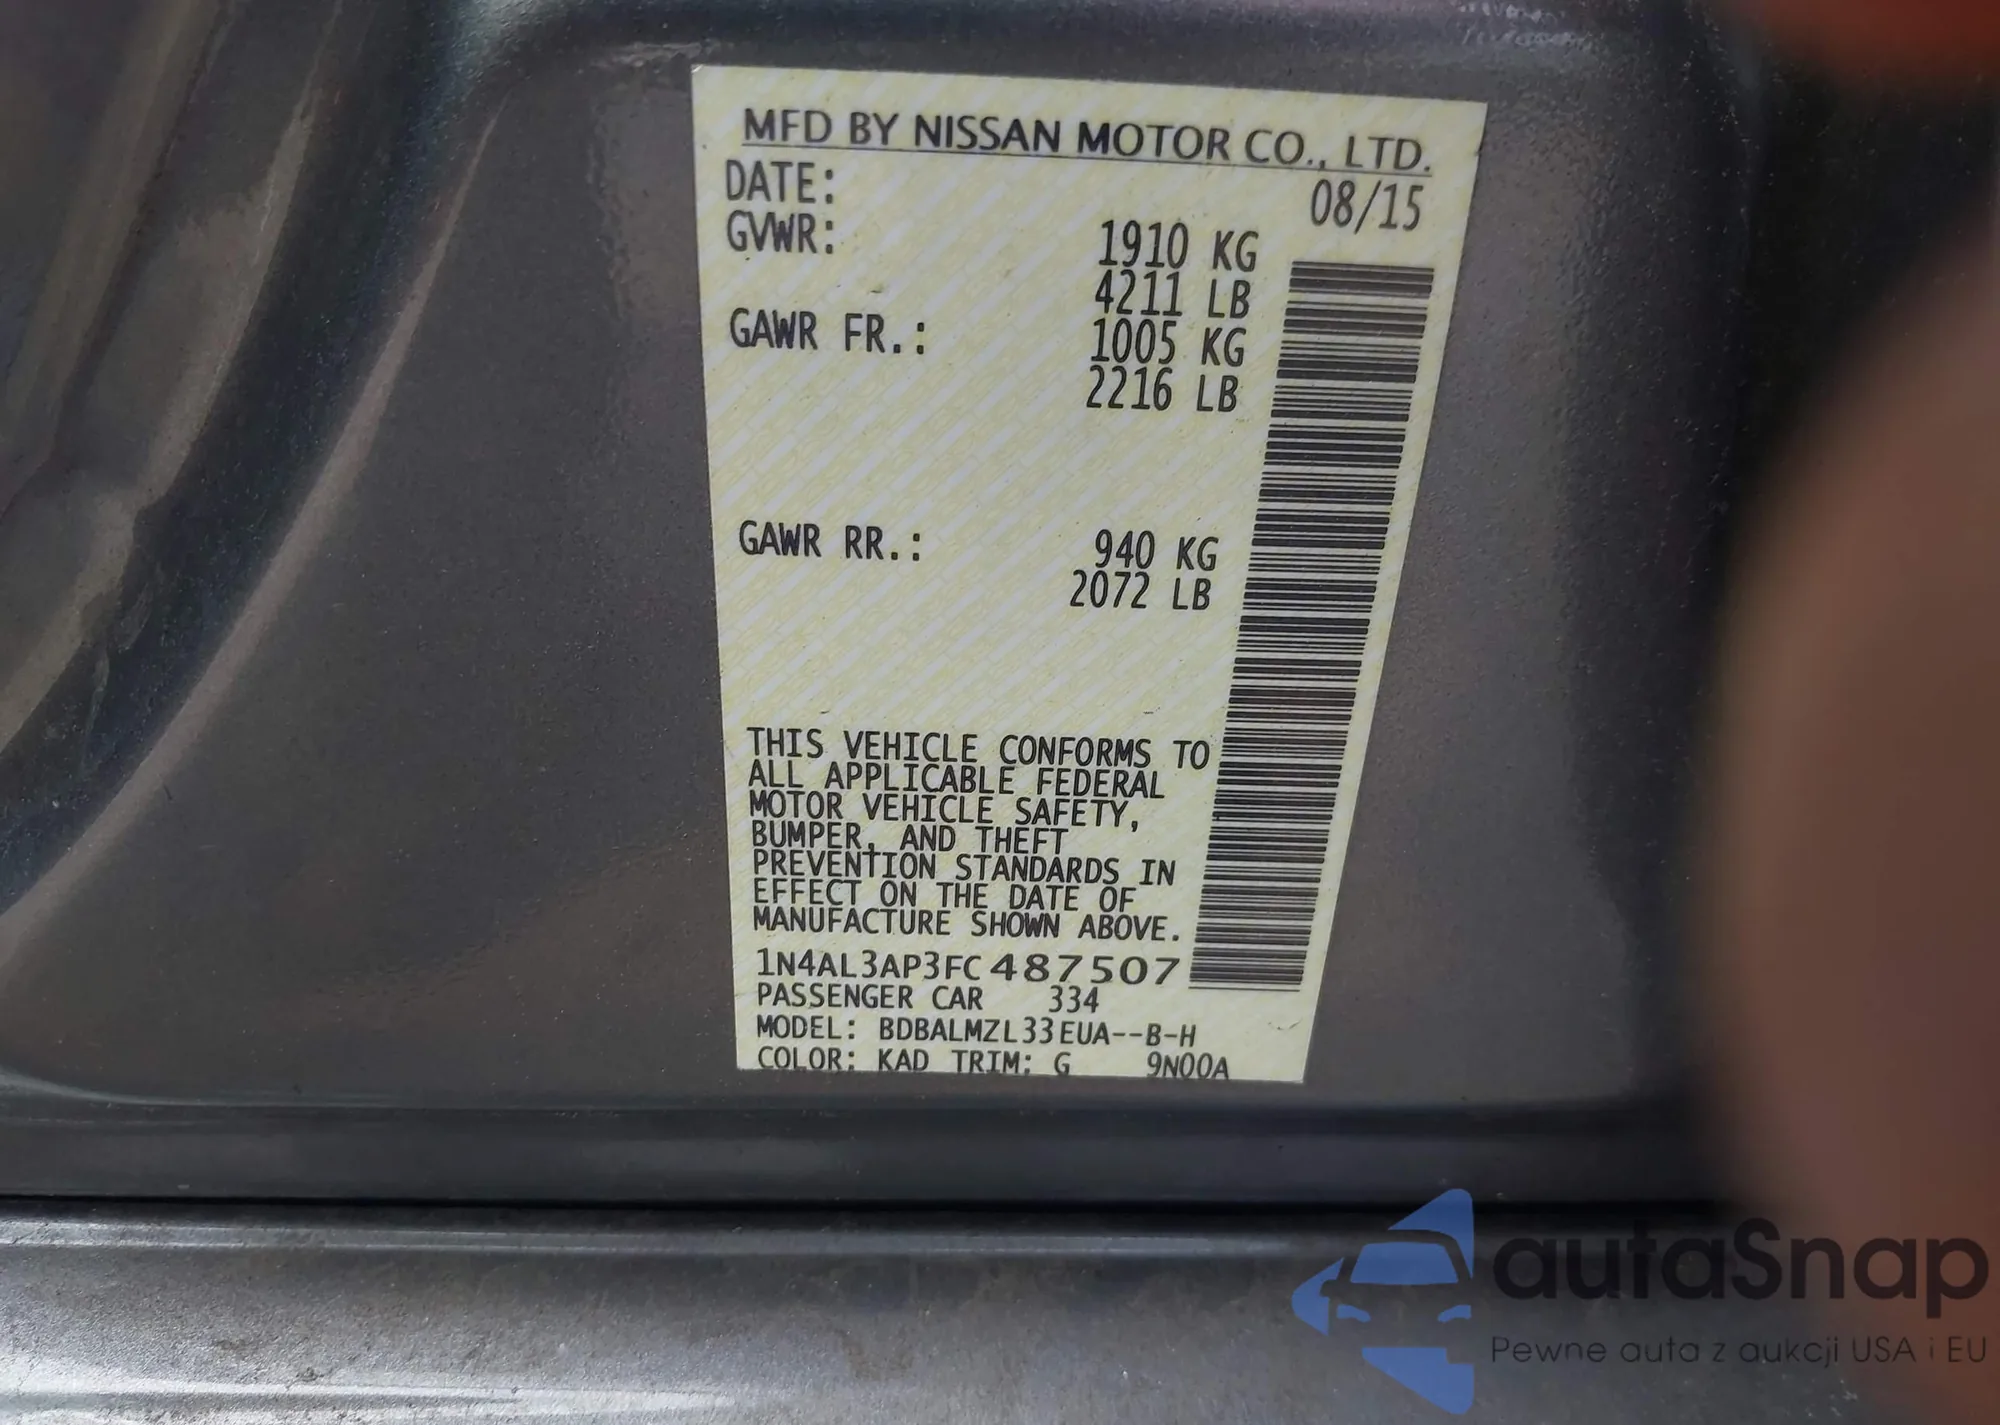 MFD BY NISSAN MOTOR CO., LTD.
DATE: 08/15
GVWR: 1910 KG
4211 LB
GAWR FR.: 1005 KG
2216 LB
GAWR RR.: 940 KG
2072 LB
THIS VEHICLE CONFORMS TO
ALL APPLICABLE FEDERAL
MOTOR VEHICLE SAFETY,
BUMPER, AND THEFT
PREVENTION STANDARDS IN
EFFECT ON THE DATE OF
MANUFACTURE SHOWN ABOVE.
1N4AL3AP3FC487507
PASSENGER CAR 334
MODEL: BDBALMZL33EUA--B-H
COLOR: KAD TRIM: G 9N00A
autaSnap
Pewne auta z aukcji USA i EU